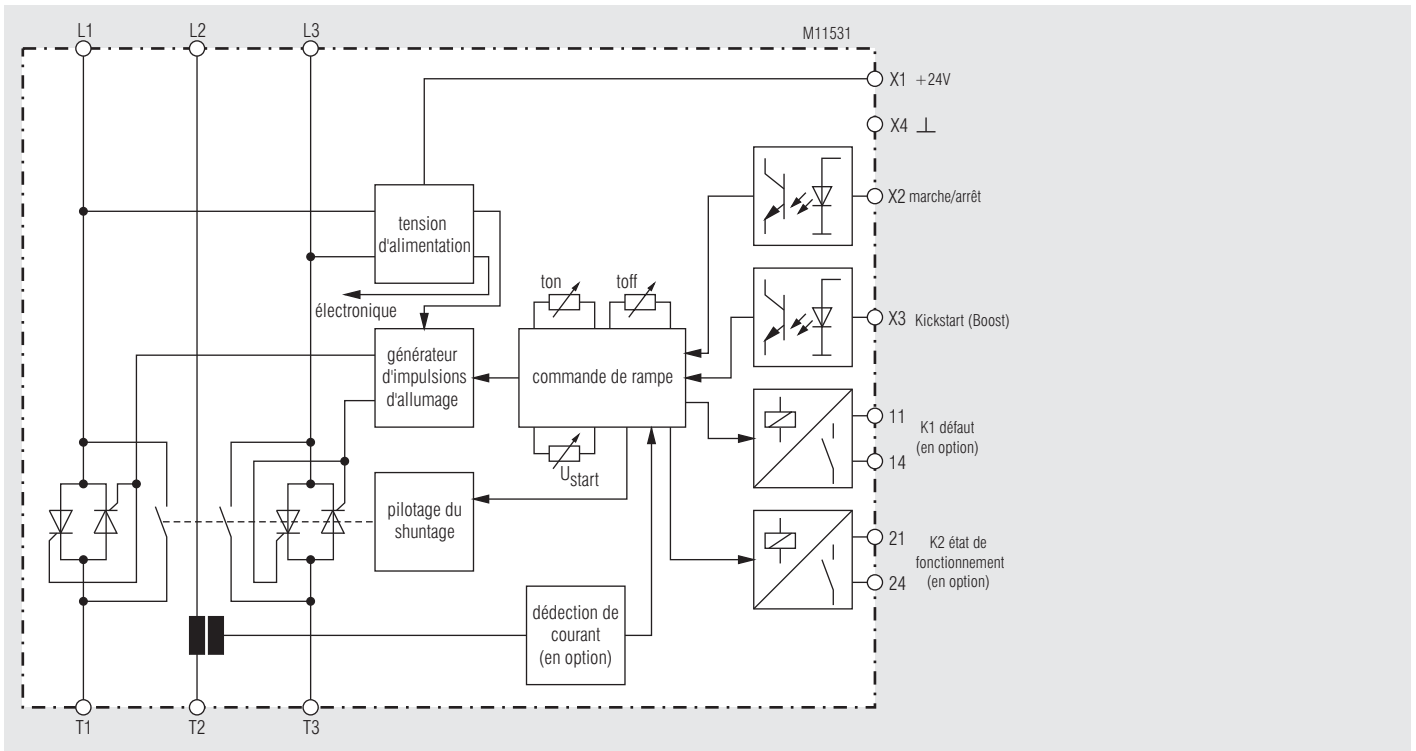 L1 L2 L3 M11531
X1 +24V
X4
X2 marche/arrêt
tension
d'alimentation
ton toff
électronique
X3 Kickstart (Boost)
générateur
d'impulsions
d'allumage
commande de rampe
11
K1 défaut
(en option)
14
Ustart
pilotage du
shuntage
21
K2 état de
fonctionnement
(en option)
24
dédection de
courant
(en option)
T1 T2 T3